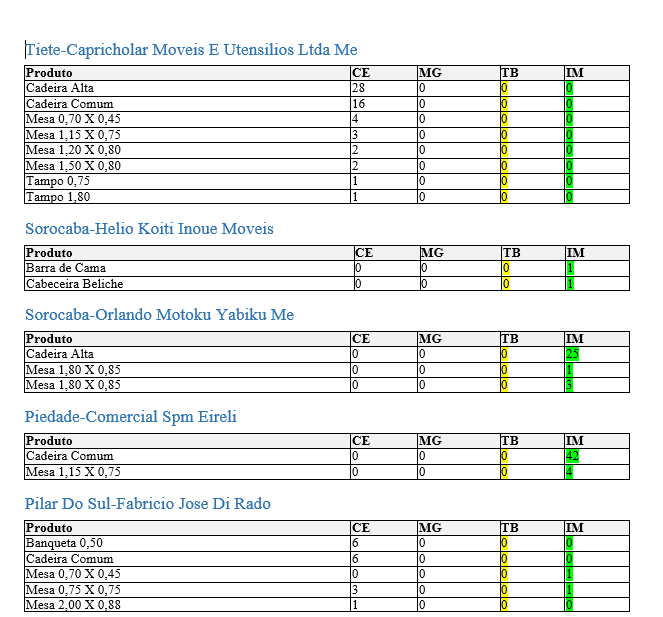 Tiete-Capricholar Moveis E Utensilios Ltda Me
Produto CE MG TB IM
Cadeira Alta 28 0 0 0
Cadeira Comum 16 0 0 0
Mesa 0,70 X 0,45 4 0 0 0
Mesa 1,15 X 0,75 3 0 0 0
Mesa 1,20 X 0,80 2 0 0 0
Mesa 1,50 X 0,80 2 0 0 0
Tampo 0,75 1 0 0 0
Tampo 1,80 1 0 0 0
Sorocaba-Helio Koiti Inoue Moveis
Produto CE MG TB IM
Barra de Cama 0 0 0 1
Cabeceira Beliche 0 0 0 1
Sorocaba-Orlando Motoku Yabiku Me
Produto CE MG TB IM
Cadeira Alta 0 0 0 25
Mesa 1,80 X 0,85 0 0 0 1
Mesa 1,80 X 0,85 0 0 0 3
Piedade-Comercial Spm Eireli
Produto CE MG TB IM
Cadeira Comum 0 0 0 42
Mesa 1,15 X 0,75 0 0 0 4
Pilar Do Sul-Fabricio Jose Di Rado
Produto CE MG TB IM
Banqueta 0,50 6 0 0 0
Cadeira Comum 6 0 0 0
Mesa 0,70 X 0,45 0 0 0 1
Mesa 0,75 X 0,75 3 0 0 1
Mesa 2,00 X 0,88 1 0 0 0